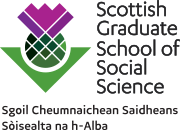 Scottish
Graduate
School of
Social
Science
Sgoil Cheumnaichean Saidheans
Sòisealta na h-Alba